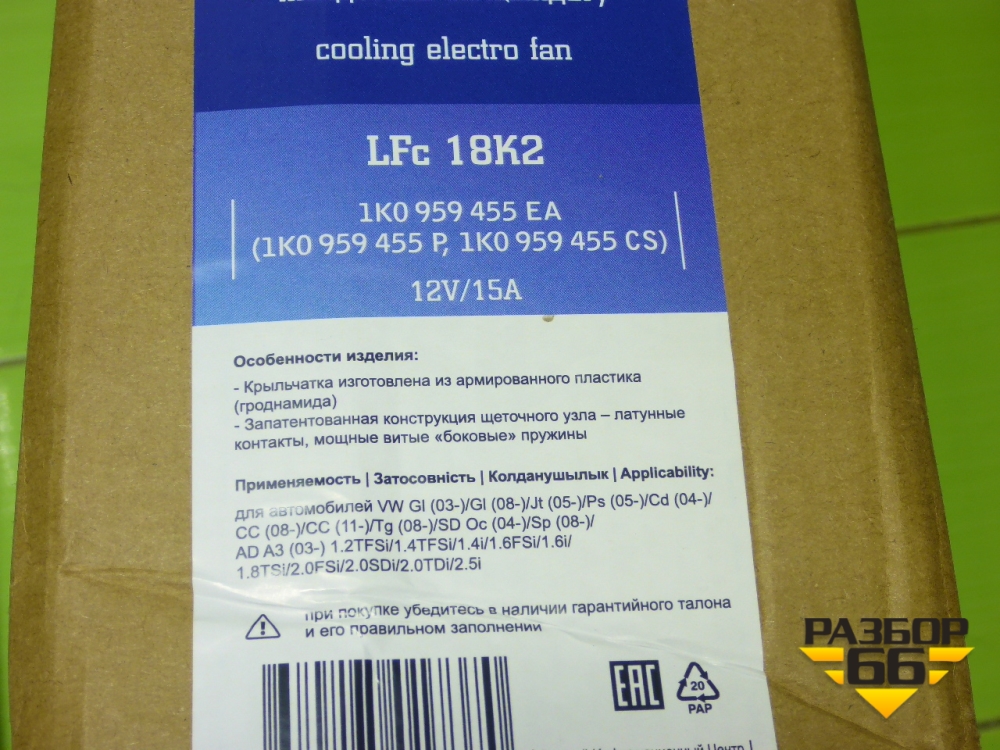 cooling electro fan
LFc 18K2
1K0 959 455 EA
(1K0 959 455 P, 1K0 959 455 CS)
12V/15A
Особенности изделия:
- Крыльчатка изготовлена из армированного пластика
(гроднамида)
- Запатентованная конструкция щеточного узла – латунные
контакты, мощные витые «боковые» пружины
Применяемость | Затосовність | Колданушылык | Applicability:
для автомобилей VW Gl (03-)/Gl (08-)/Jt (05-)/Ps (05-)/Cd (04-)/
CC (08-)/CC (11-)/Tg (08-)/SD Oc (04-)/Sp (08-)/
AD A3 (03-) 1.2TFSi/1.4TFSi/1.4i/1.6FSi/1.6i/
1.8TSi/2.0FSi/2.0SDi/2.0TDi/2.5i
при покупке убедитесь в наличии гарантийного талона
и его правильном заполнении
EAC
20
PAP
РАЗБОР
66